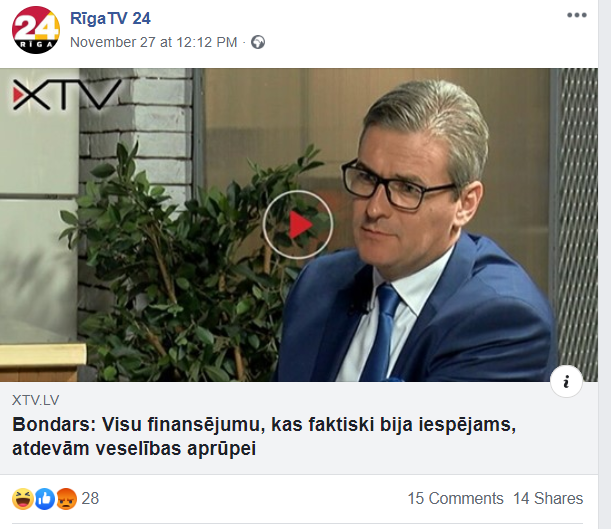 24
RĪGA
RīgaTV 24
November 27 at 12:12 PM ·
XTV
i
XTV.LV
Bondars: Visu finansējumu, kas faktiski bija iespējams,
atdevām veselības aprūpei
28
15 Comments 14 Shares